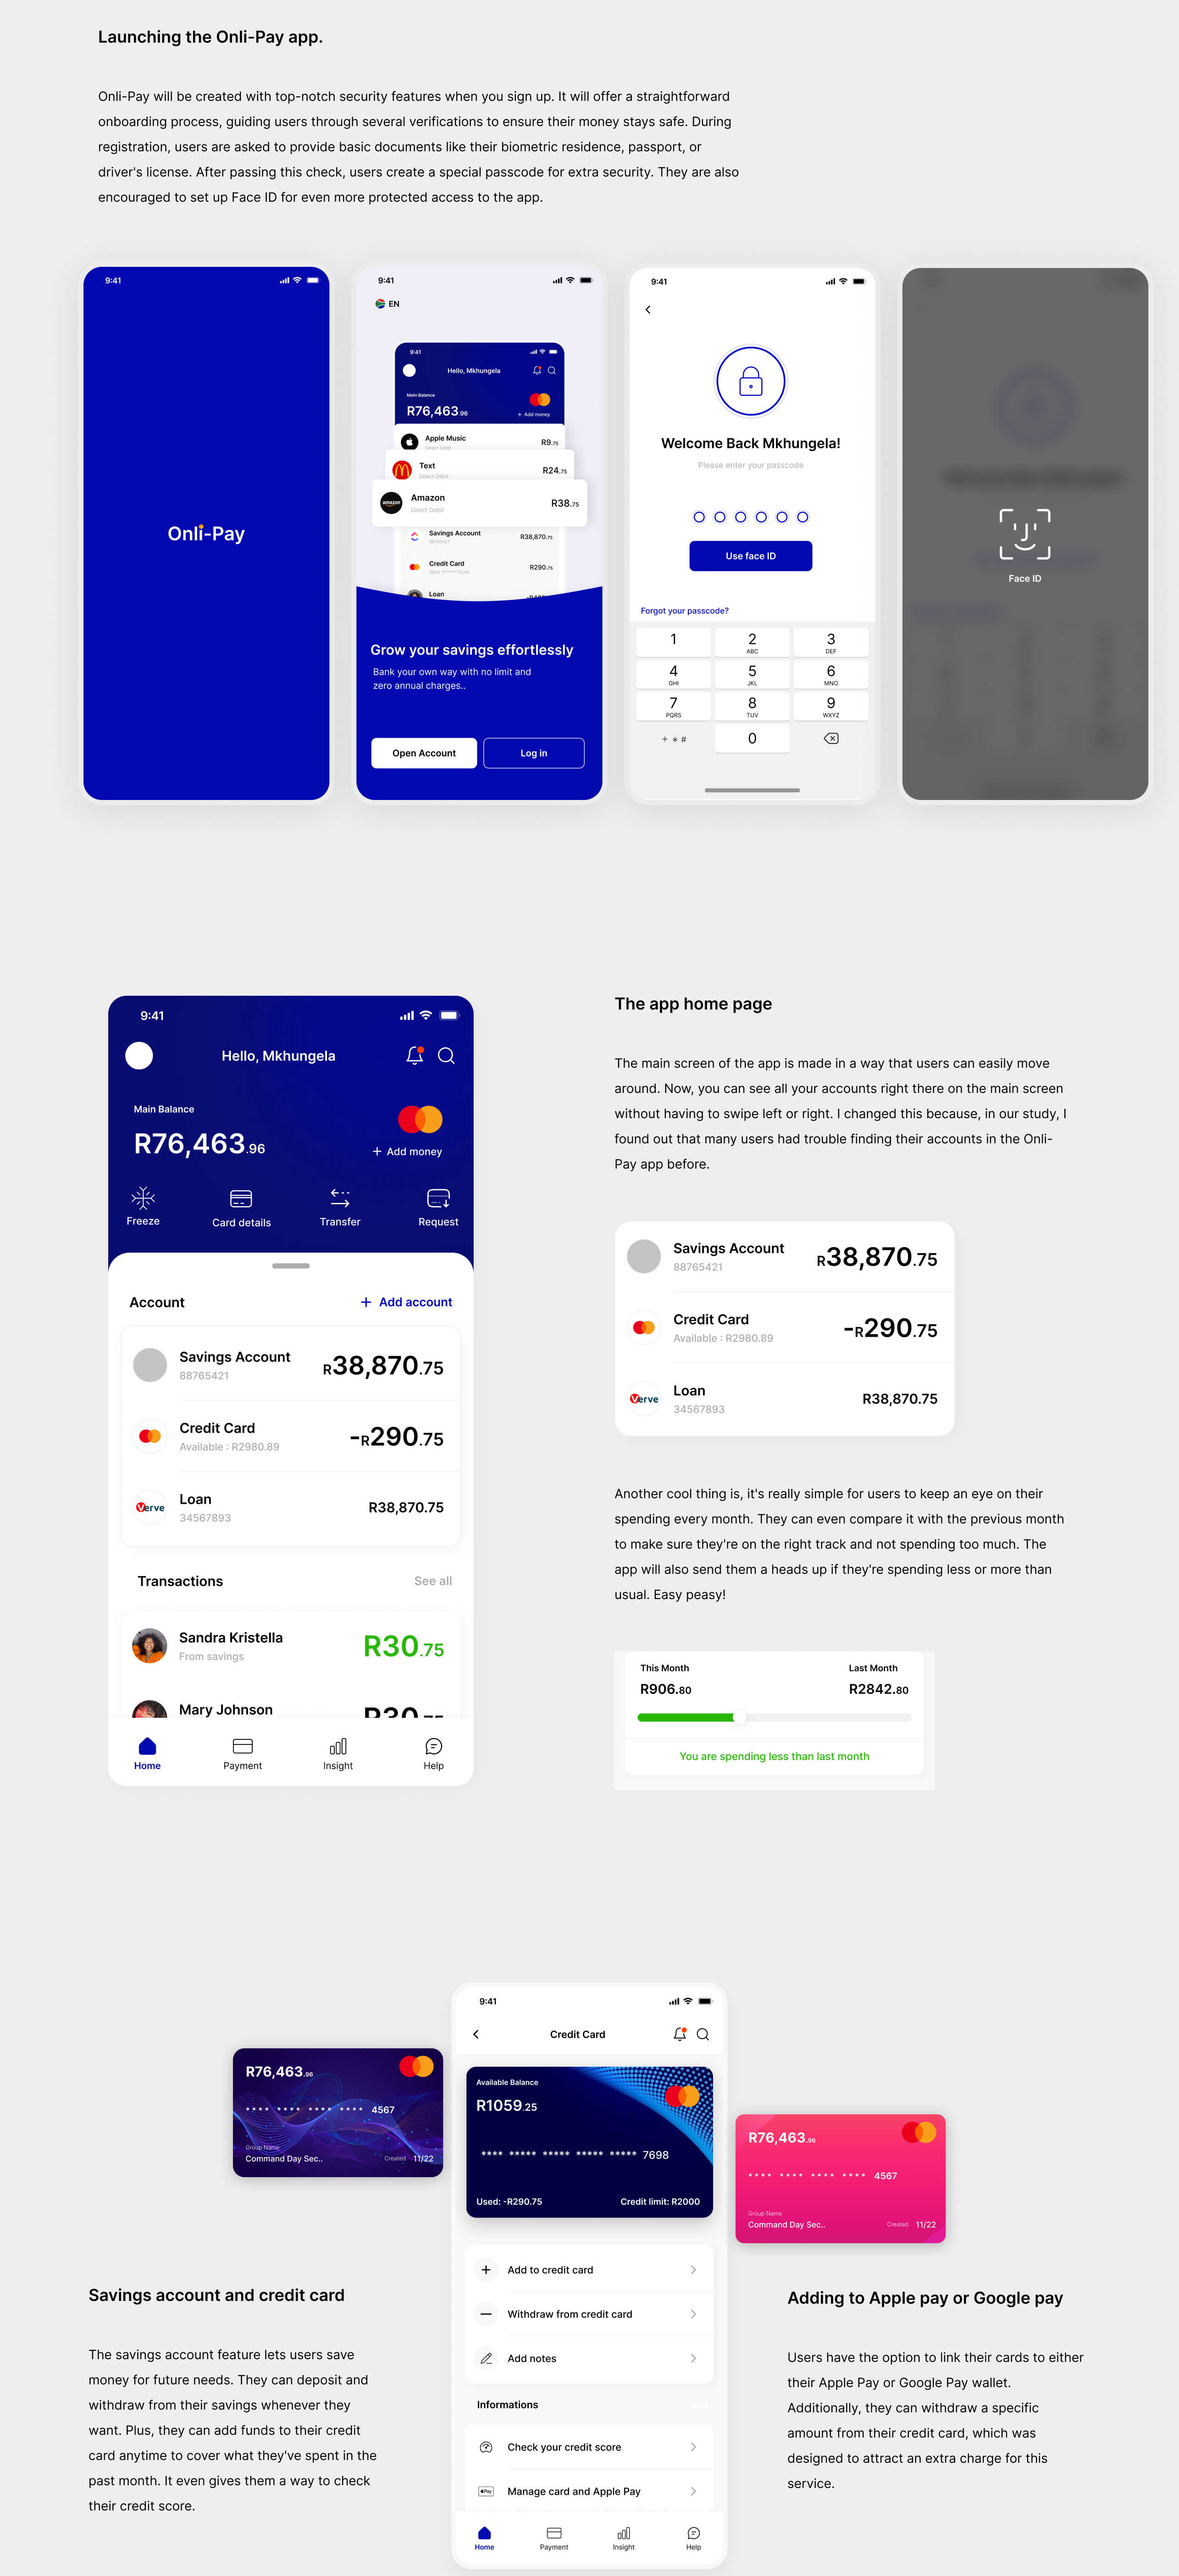 Launching the Onli-Pay app.
Onli-Pay will be created with top-notch security features when you sign up. It will offer a straightforward
onboarding process, guiding users through several verifications to ensure their money stays safe. During
registration, users are asked to provide basic documents like their biometric residence, passport, or
driver's license. After passing this check, users create a special passcode for extra security. They are also
encouraged to set up Face ID for even more protected access to the app.
9:41
Onli-Pay
9:41
EN
9:41
Hello, Mkhungela
Main Balance
R76,463.96
+ Add money
Apple Music
R9.75
Direct Debit
Text
R24.75
Direct Debit
Amazon
R38.75
Direct Debit
Savings Account
R38,870.75
88765421
Credit Card
R290.75
Loan
Grow your savings effortlessly
Bank your own way with no limit and
zero annual charges..
Open Account
Log in
9:41
Welcome Back Mkhungela!
Please enter your passcode
Use face ID
Forgot your passcode?
1 2 3
ABC DEF
4 5 6
GHI JKL MNO
7 8 9
PQRS TUV WXYZ
+ * # 0
Face ID
9:41
Hello, Mkhungela
Main Balance
R76,463.96
+ Add money
Freeze Card details Transfer Request
Account
+ Add account
Savings Account
R38,870.75
88765421
Credit Card
-R290.75
Available : R2980.89
Verve
Loan
R38,870.75
34567893
Transactions
See all
Sandra Kristella
R30.75
From savings
Mary Johnson
R30.75
Home Payment Insight Help
The app home page
The main screen of the app is made in a way that users can easily move
around. Now, you can see all your accounts right there on the main screen
without having to swipe left or right. I changed this because, in our study, I
found out that many users had trouble finding their accounts in the Onli-
Pay app before.
Savings Account
R38,870.75
88765421
Credit Card
-R290.75
Available : R2980.89
Verve
Loan
R38,870.75
34567893
Another cool thing is, it's really simple for users to keep an eye on their
spending every month. They can even compare it with the previous month
to make sure they're on the right track and not spending too much. The
app will also send them a heads up if they're spending less or more than
usual. Easy peasy!
This Month Last Month
R906.80 R2842.80
You are spending less than last month
R76,463.96
**** **** **** **** 4567
Group Name
Command Day Sec..
Created 11/22
9:41
Credit Card
Available Balance
R1059.25
**** ***** ***** ***** ***** 7698
Used: -R290.75
Credit limit: R2000
Add to credit card
Withdraw from credit card
Add notes
Informations
Check your credit score
Pay
Manage card and Apple Pay
Home Payment Insight Help
R76,463.96
**** **** **** **** 4567
Group Name
Command Day Sec..
Created 11/22
Savings account and credit card
The savings account feature lets users save
money for future needs. They can deposit and
withdraw from their savings whenever they
want. Plus, they can add funds to their credit
card anytime to cover what they've spent in the
past month. It even gives them a way to check
their credit score.
Adding to Apple pay or Google pay
Users have the option to link their cards to either
their Apple Pay or Google Pay wallet.
Additionally, they can withdraw a specific
amount from their credit card, which was
designed to attract an extra charge for this
service.